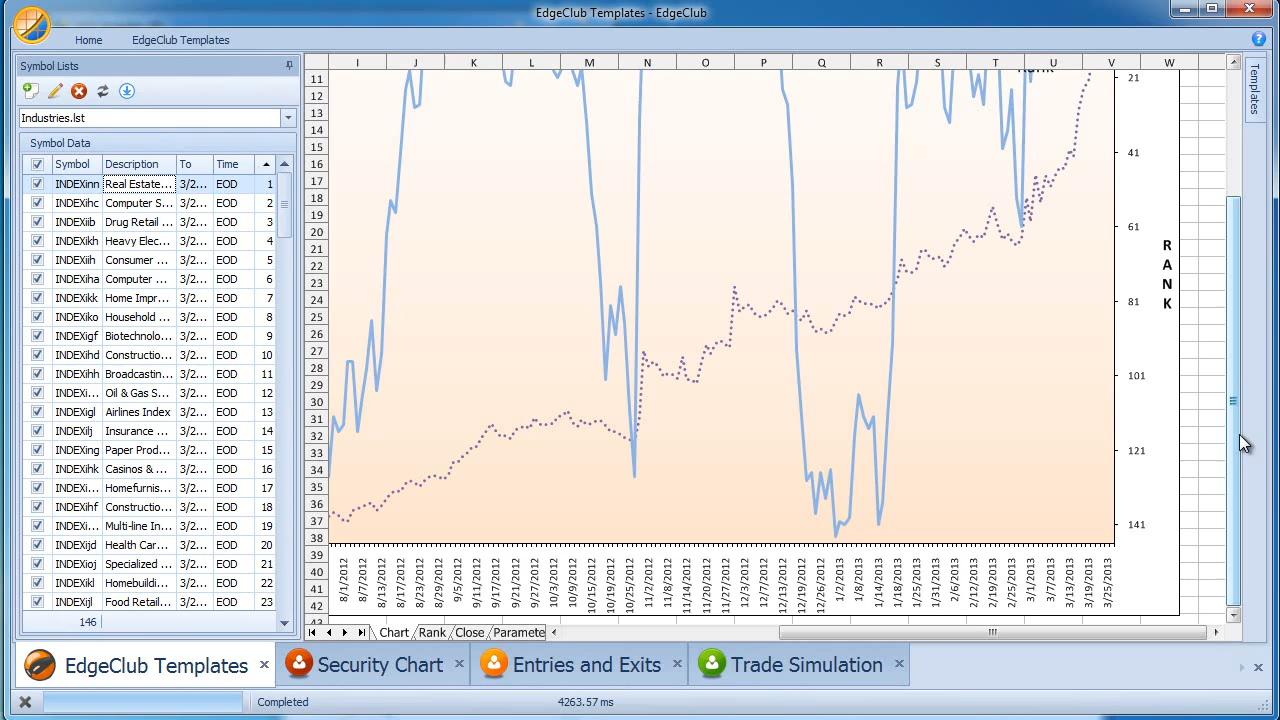 EdgeClub Templates - EdgeClub
Home EdgeClub Templates
Symbol Lists
Industries.lst
Symbol Data
Symbol Description To Time
INDEXinn Real Estate... 3/2... EOD 1
INDEXihc Computer S... 3/2... EOD 2
INDEXiib Drug Retail ... 3/2... EOD 3
INDEXikh Heavy Elec... 3/2... EOD 4
INDEXiih Consumer ... 3/2... EOD 5
INDEXiha Computer ... 3/2... EOD 6
INDEXikk Home Impr... 3/2... EOD 7
INDEXiko Household ... 3/2... EOD 8
INDEXigf Biotechnolo... 3/2... EOD 9
INDEXihd Constructio... 3/2... EOD 10
INDEXihh Broadcastin... 3/2... EOD 11
INDEXi... Oil & Gas S... 3/2... EOD 12
INDEXigl Airlines Index 3/2... EOD 13
INDEXilj Insurance ... 3/2... EOD 14
INDEXing Paper Prod... 3/2... EOD 15
INDEXihk Casinos & ... 3/2... EOD 16
INDEXi... Homefurnis... 3/2... EOD 17
INDEXihf Constructio... 3/2... EOD 18
INDEXi... Multi-line In... 3/2... EOD 19
INDEXijd Health Car... 3/2... EOD 20
INDEXioj Specialized ... 3/2... EOD 21
INDEXikl Homebuildi... 3/2... EOD 22
INDEXijl Food Retail... 3/2... EOD 23
146
I J K L M N O P Q R S T U V W
11
12
13
14
15
16
17
18
19
20
21
22
23
24
25
26
27
28
29
30
31
32
33
34
35
36
37
38
39
40
41
42
43
21
41
61
81
101
121
141
R
A
N
K
8/1/2012
8/7/2012
8/13/2012
8/17/2012
8/23/2012
8/29/2012
9/5/2012
9/11/2012
9/17/2012
9/21/2012
9/27/2012
10/3/2012
10/9/2012
10/15/2012
10/19/2012
10/25/2012
11/2/2012
11/8/2012
11/14/2012
11/20/2012
11/27/2012
12/3/2012
12/7/2012
12/13/2012
12/19/2012
12/26/2012
1/2/2013
1/8/2013
1/14/2013
1/18/2013
1/25/2013
1/31/2013
2/6/2013
2/12/2013
2/19/2013
3/1/2013
3/7/2013
3/13/2013
3/19/2013
3/25/2013
Chart Rank Close Paramete
Templates
EdgeClub Templates Security Chart Entries and Exits Trade Simulation
Completed 4263.57 ms